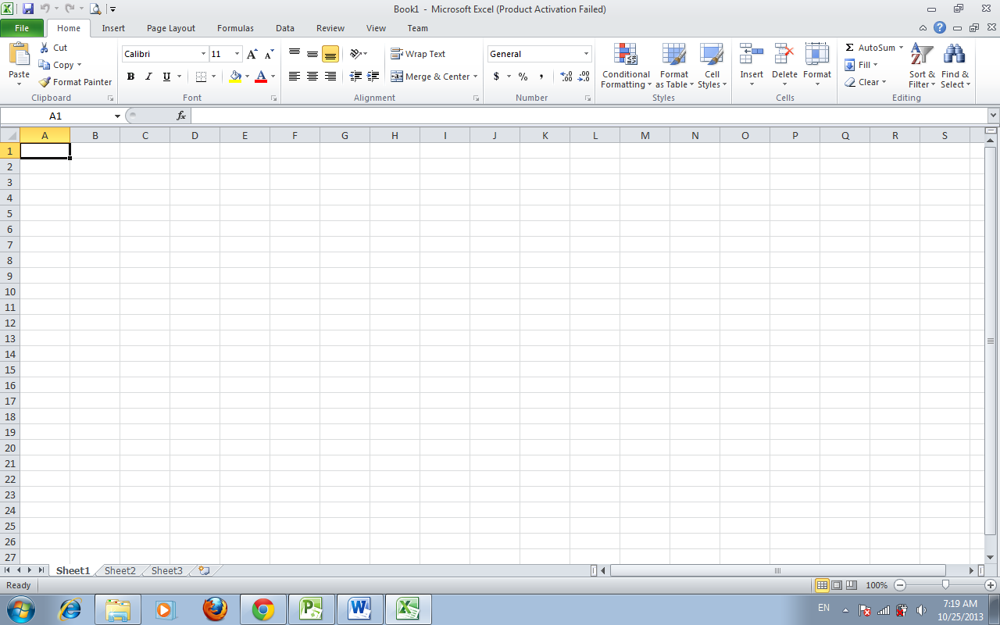 Book1 - Microsoft Excel (Product Activation Failed)
File Home Insert Page Layout Formulas Data Review View Team
Paste
Cut
Copy
Format Painter
Clipboard
Calibri 11
B I U
Font
Wrap Text
Merge & Center
Alignment
General
$ % ,
Number
Conditional
Formatting
Format
as Table
Cell
Styles
Styles
Insert Delete Format
Cells
Σ AutoSum
Fill
Clear
Sort &
Filter
Find &
Select
Editing
A1 fx
A B C D E F G H I J K L M N O P Q R S
1
2
3
4
5
6
7
8
9
10
11
12
13
14
15
16
17
18
19
20
21
22
23
24
25
26
27
Sheet1 Sheet2 Sheet3
Ready 100%
EN 7:19 AM
10/25/2013